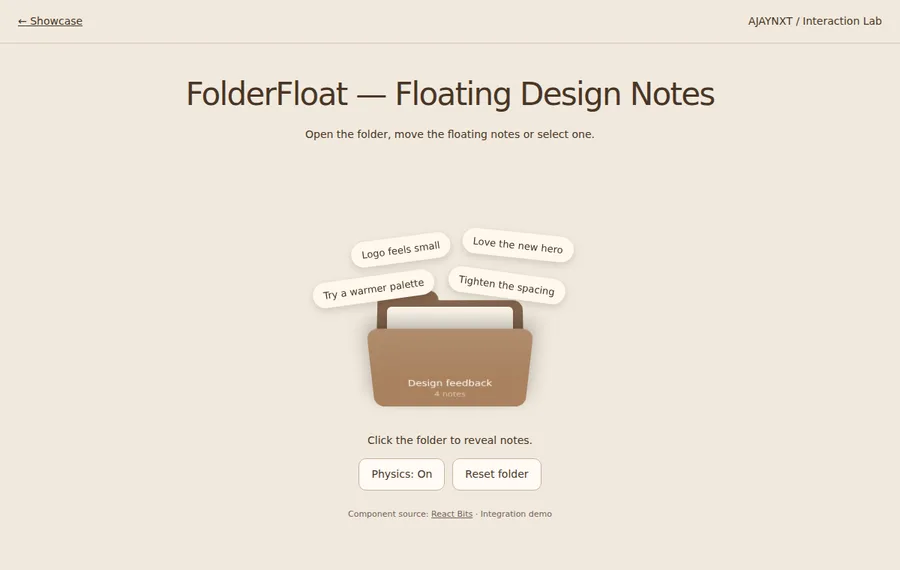 ← Showcase
AJAYNXT / Interaction Lab
FolderFloat — Floating Design Notes
Open the folder, move the floating notes or select one.
Logo feels small
Love the new hero
Try a warmer palette
Tighten the spacing
Design feedback
4 notes
Click the folder to reveal notes.
Physics: On
Reset folder
Component source: React Bits · Integration demo